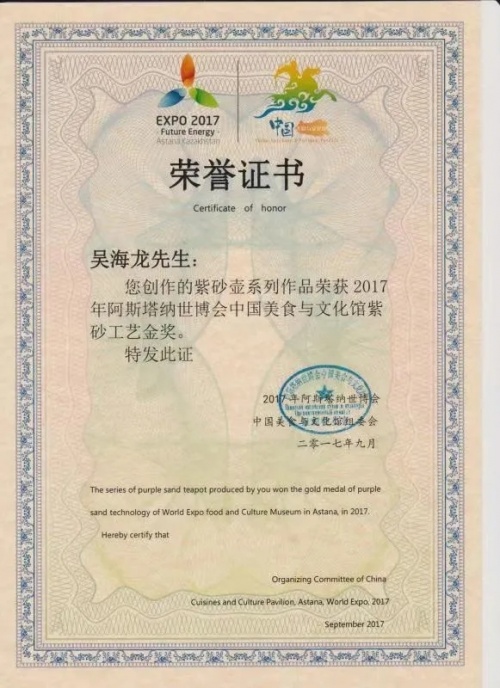 EXPO 2017
Future Energy
Astana Kazakhstan
中国
荣誉证书
Certificate of honor
吴海龙先生：
您创作的紫砂壶系列作品荣获 2017
年阿斯塔纳世博会中国美食与文化馆紫
砂工艺金奖。
特发此证
2017年阿斯塔纳世博会
中国美食与文化馆组委会
二零一七年九月
The series of purple sand teapot produced by you won the gold medal of purple
sand technology of World Expo food and Culture Museum in Astana, in 2017.
Hereby certify that
Organizing Committee of China
Cuisines and Culture Pavilion, Astana, World Expo, 2017
September 2017